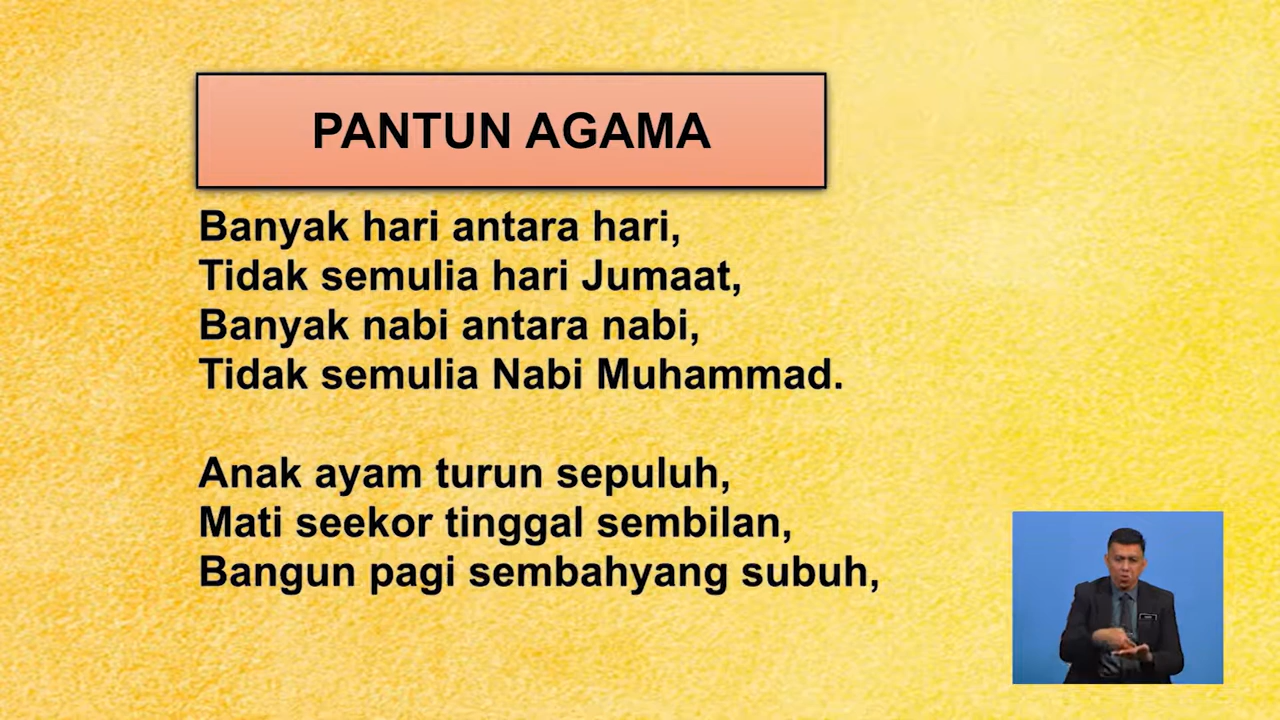 PANTUN AGAMA
Banyak hari antara hari,
Tidak semulia hari Jumaat,
Banyak nabi antara nabi,
Tidak semulia Nabi Muhammad.
Anak ayam turun sepuluh,
Mati seekor tinggal sembilan,
Bangun pagi sembahyang subuh,